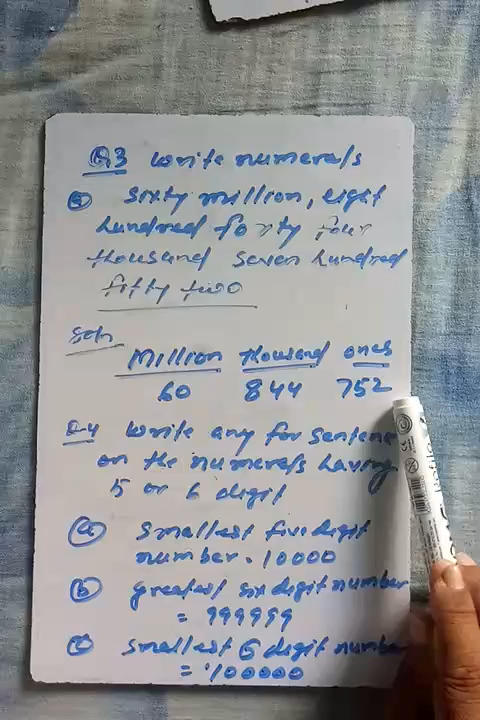 Q3 Write numerals
(a) Sixty million, eight
hundred forty four
thousand seven hundred
fifty two
Soln
Million thousand ones
60 844 752
Q4 Write any for sentence
on the numerals having
5 or 6 digit
(a) Smallest five digit
number . 10000
(b) greatest six digit number
= 999999
(c) smallest 6 digit number
= 100000